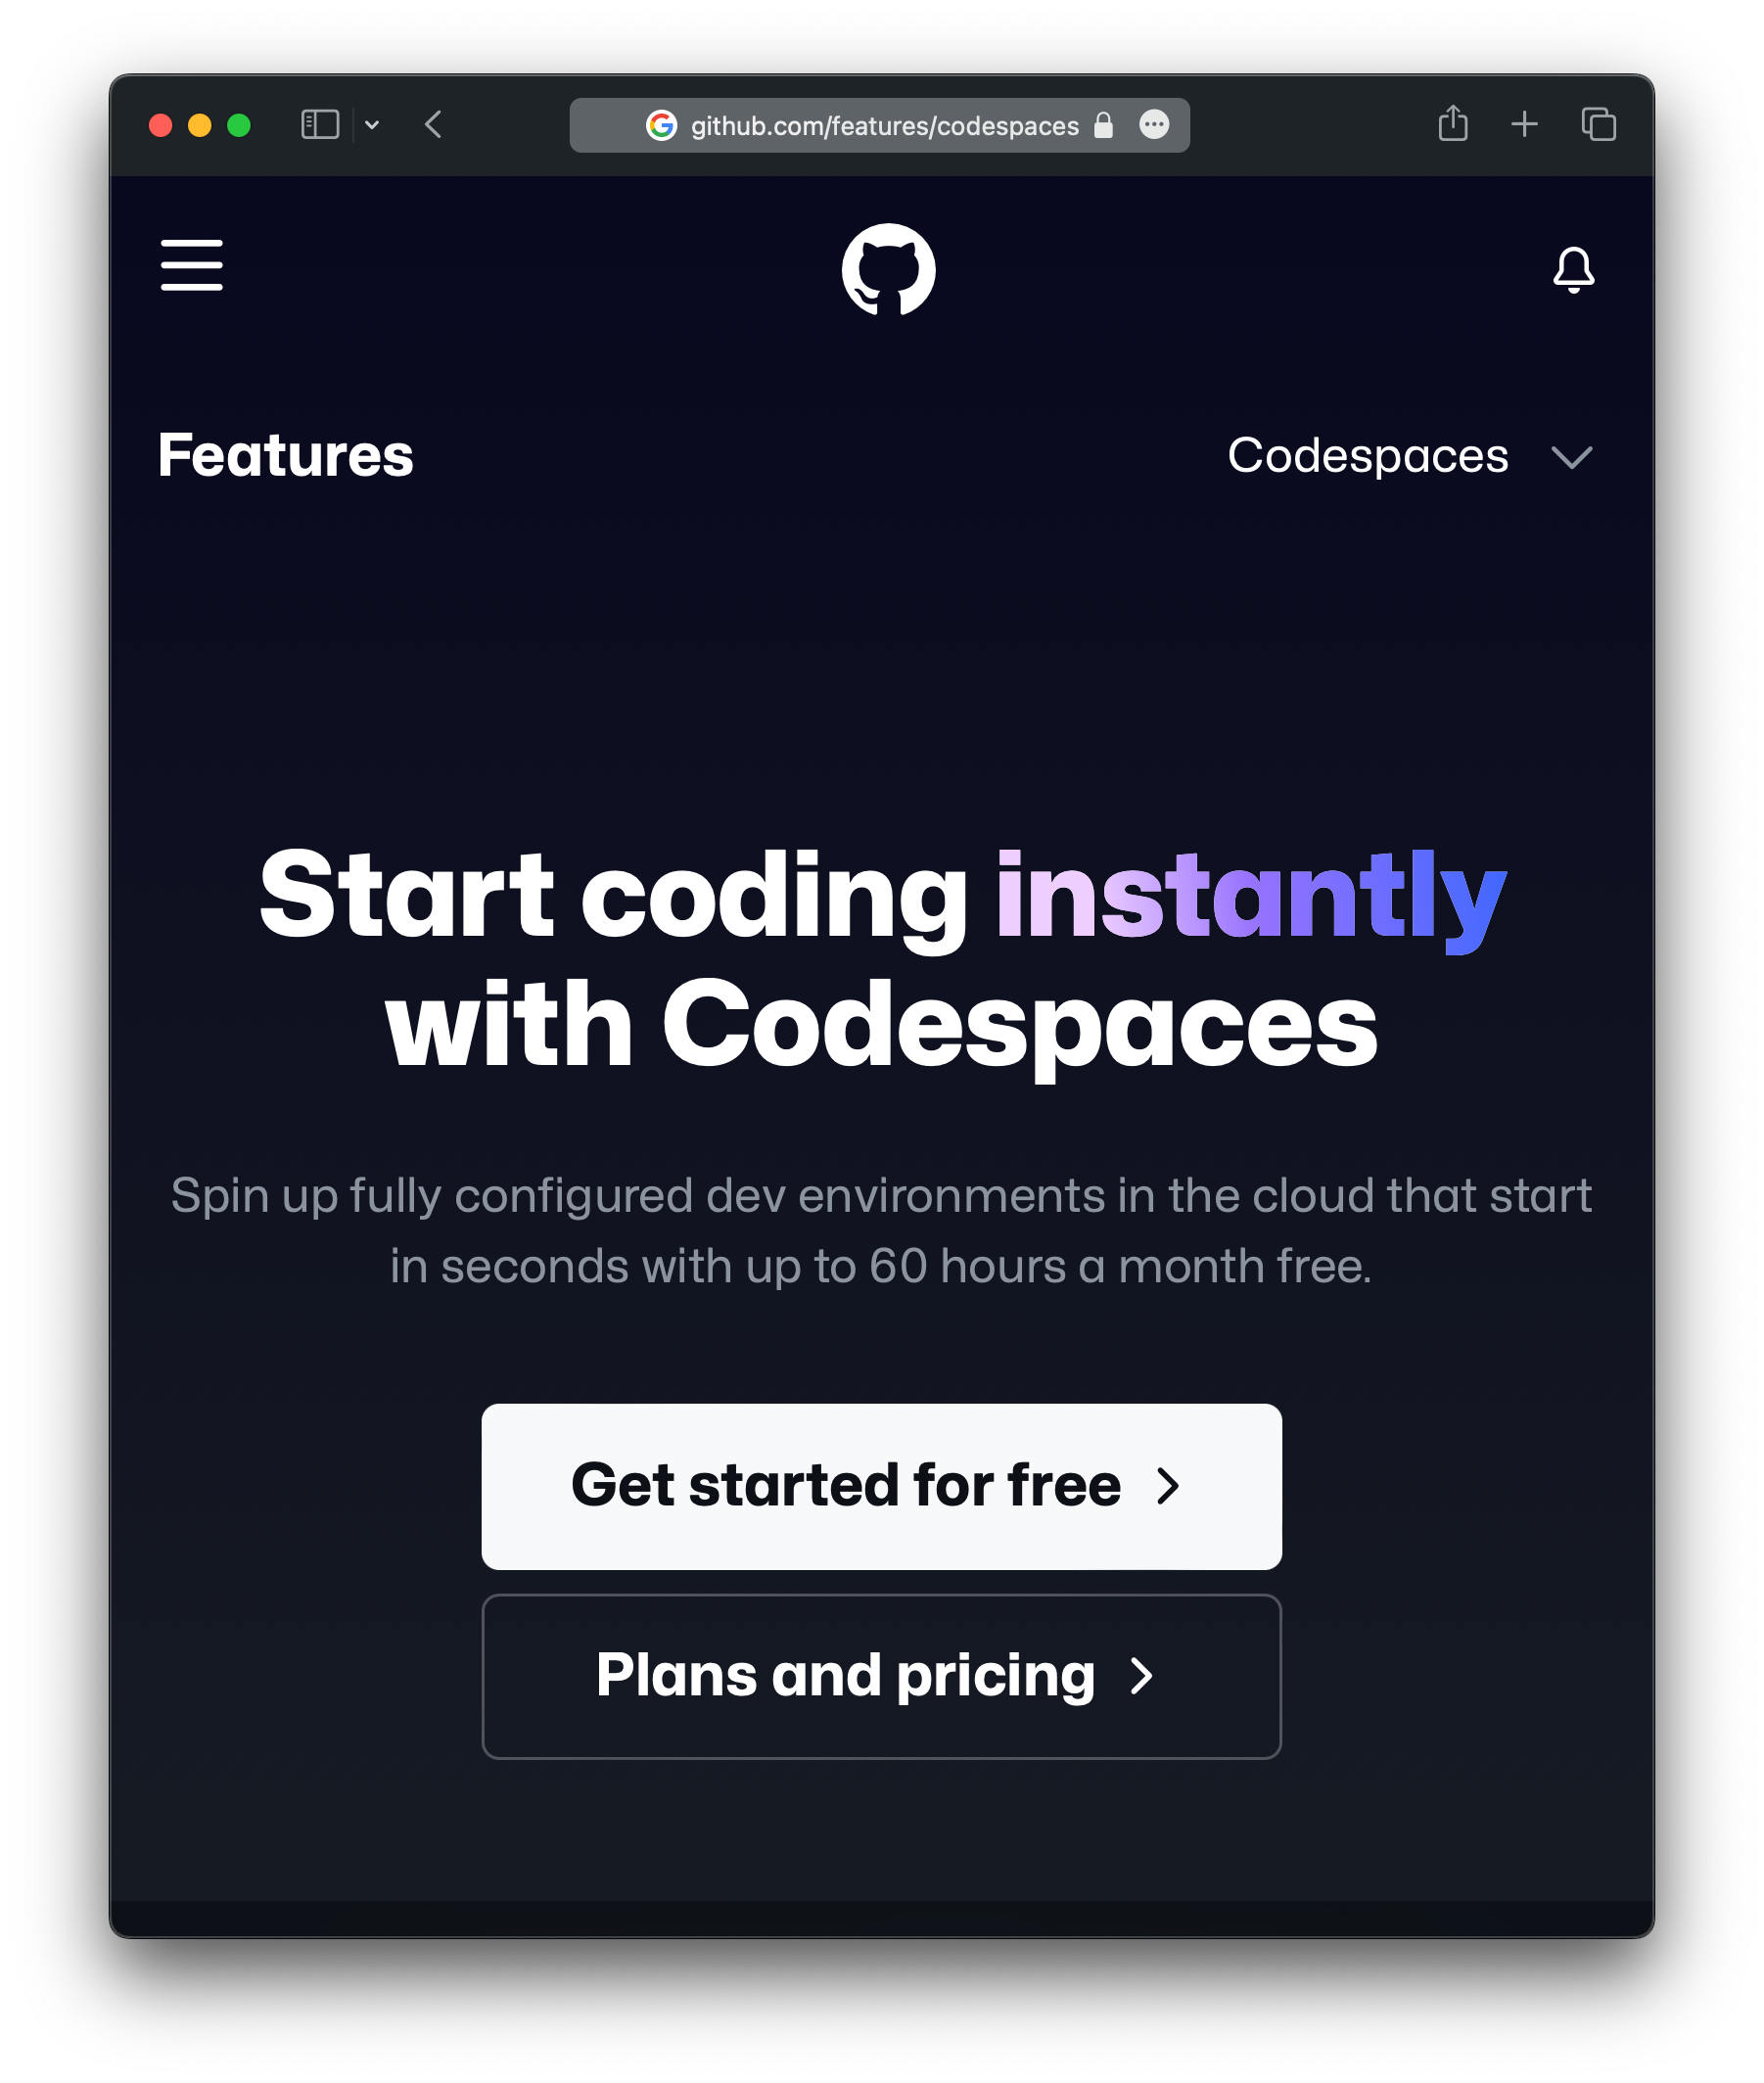 github.com/features/codespaces
Features
Codespaces
Start coding instantly
with Codespaces
Spin up fully configured dev environments in the cloud that start
in seconds with up to 60 hours a month free.
Get started for free
Plans and pricing